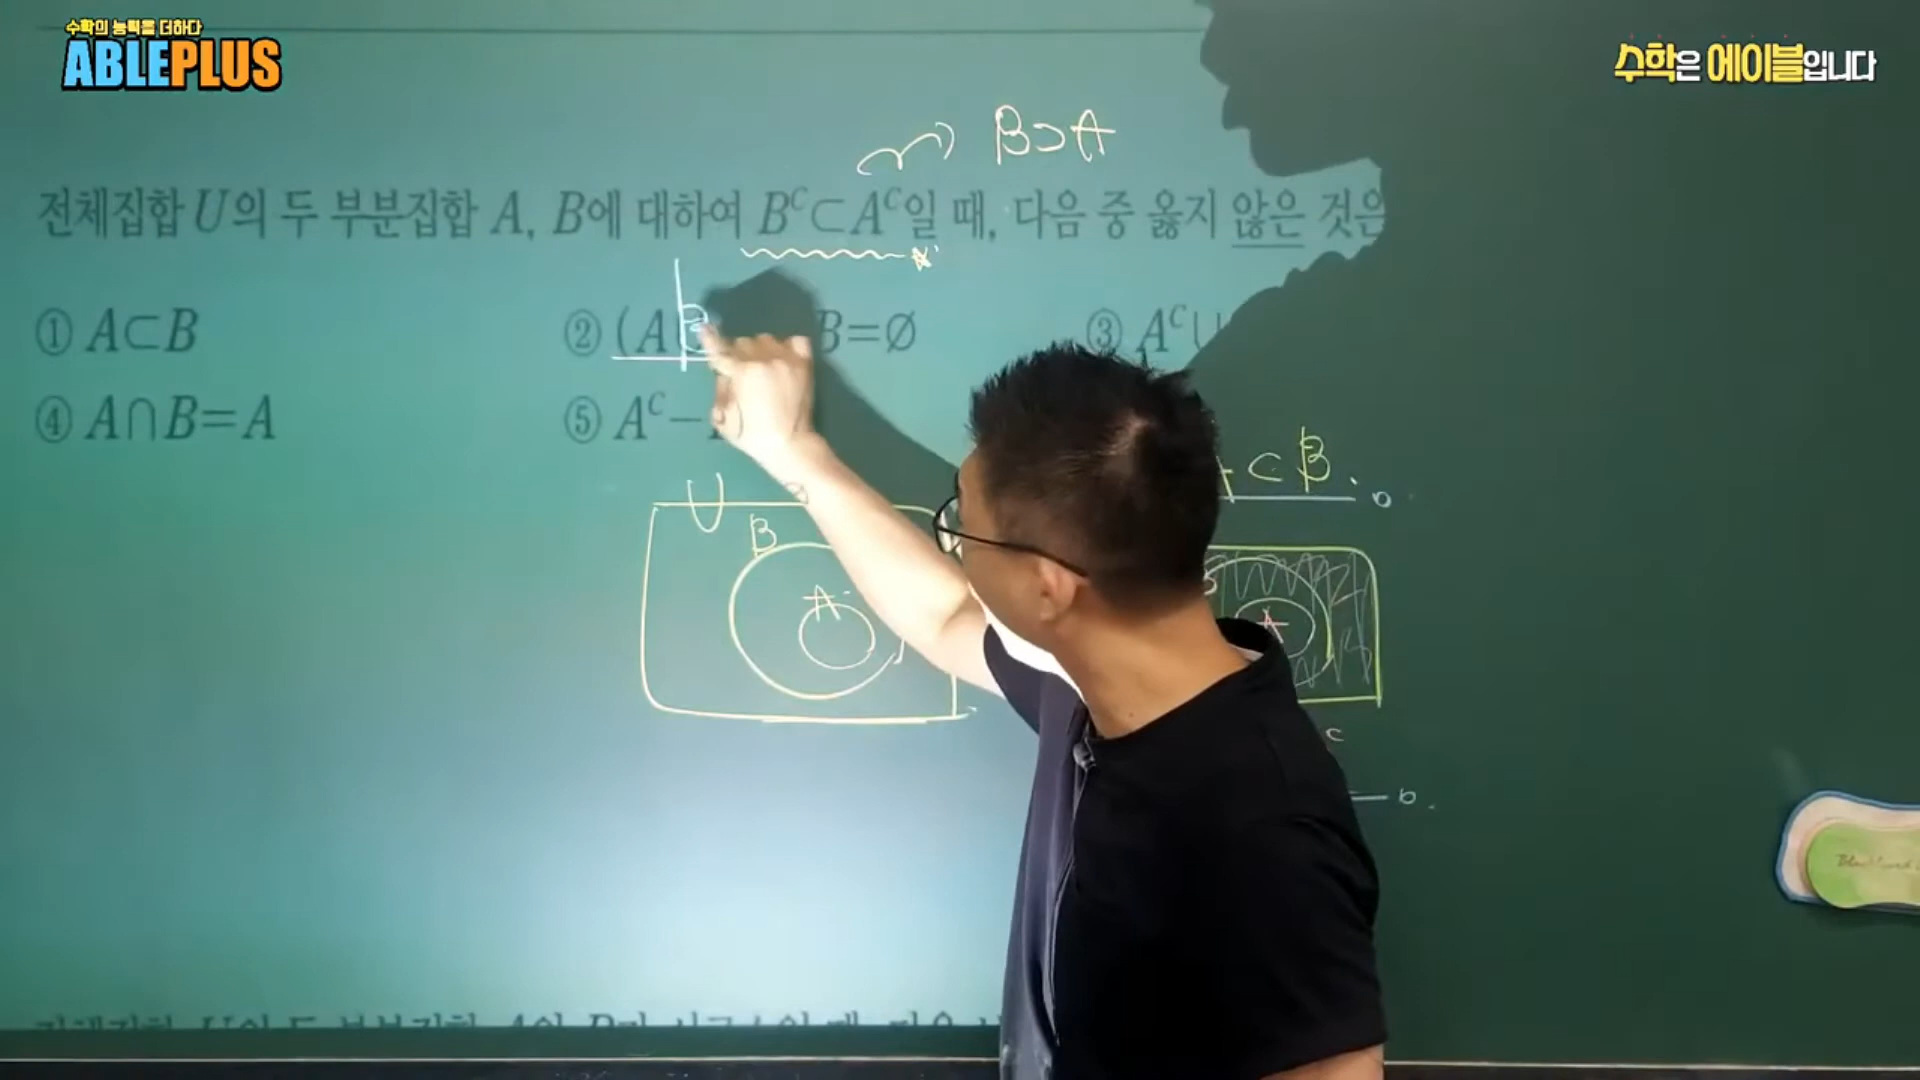 수학의 능력을 더하다
ABLEPLUS
수학은 에이블입니다
B⊃A
전체집합 U의 두 부분집합 A, B에 대하여 Bᶜ⊂Aᶜ일 때, 다음 중 옳지 않은 것은
① A⊂B
② (A B=∅
③ Aᶜ∪
④ A∩B=A
⑤ Aᶜ−
⊂ B.
U
B
A
A
c